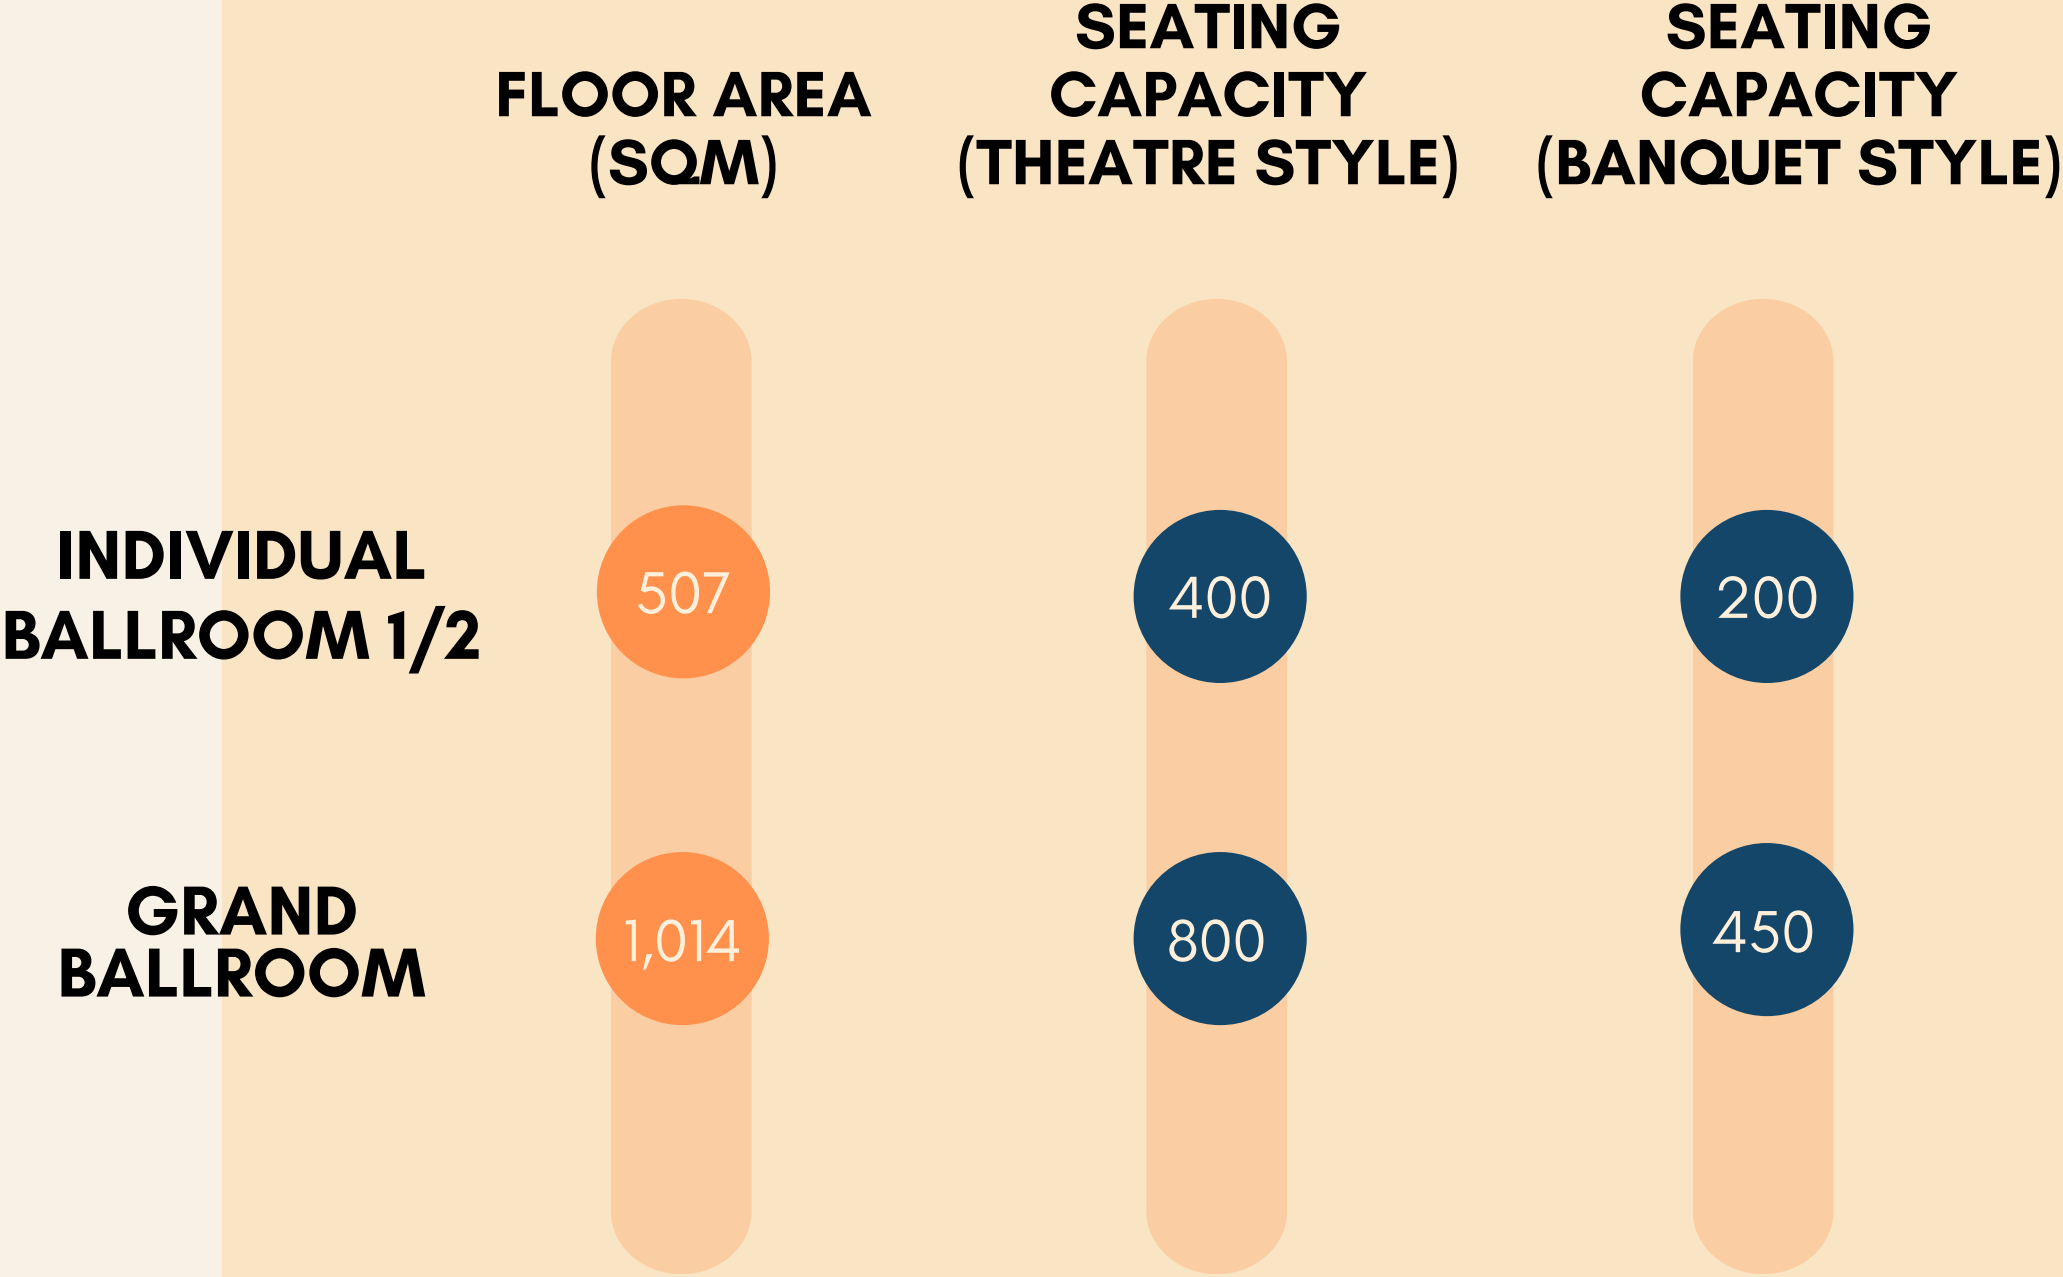 FLOOR AREA
(SQM)
SEATING
CAPACITY
(THEATRE STYLE)
SEATING
CAPACITY
(BANQUET STYLE)
INDIVIDUAL
BALLROOM 1/2
507
400
200
GRAND
BALLROOM
1,014
800
450